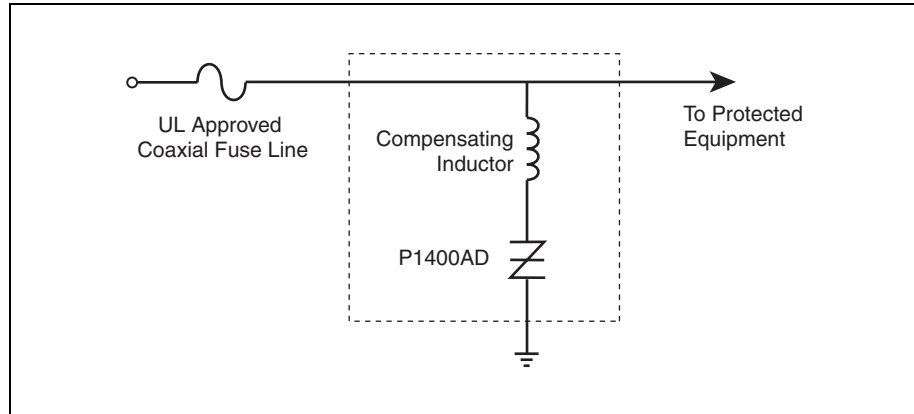 UL Approved
Coaxial Fuse Line
Compensating
Inductor
To Protected
Equipment
P1400AD